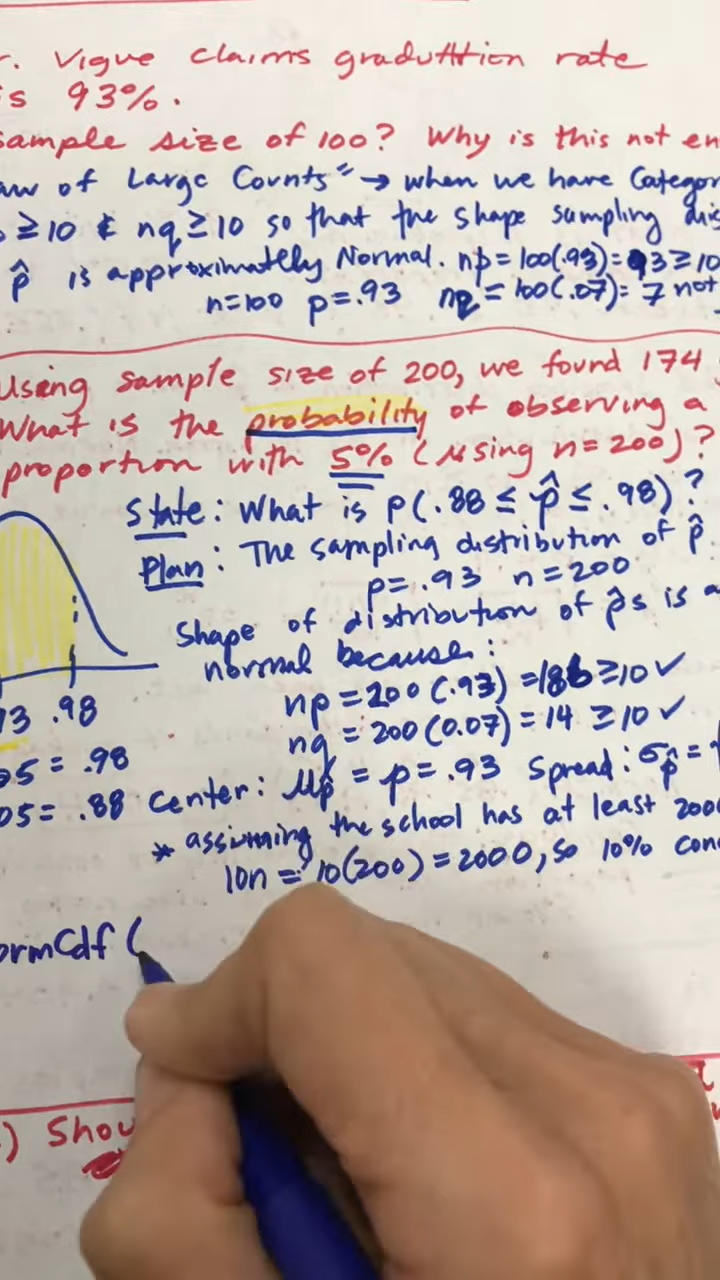 r. Vigue claims graduttion rate
is 93%.
sample size of 100? Why is this not en
aw of Large Counts" → when we have Categor
≥10 & nq ≥10 so that the shape sampling dis
p̂ is approximatelly Normal. np = 100(.93) = 93 ≥ 10
n=100 p=.93 nq = 100(.07) = 7 not
Using sample size of 200, we found 174
What is the probability of observing a
proportion with 5% (using n=200)?
State: What is p(.88 ≤ p̂ ≤ .98)?
Plan: The sampling distribution of p̂
p=.93 n=200
Shape of distribution of p̂s is a
normal because:
np = 200(.93) = 186 ≥10 ✓
nq = 200(0.07) = 14 ≥10 ✓
.98
05 = .98
Center: μp̂ = p = .93 Spread: σp̂ =
05 = .88
* assuming the school has at least 2000
10n = 10(200) = 2000, so 10% con
ormCdf (
) Shou